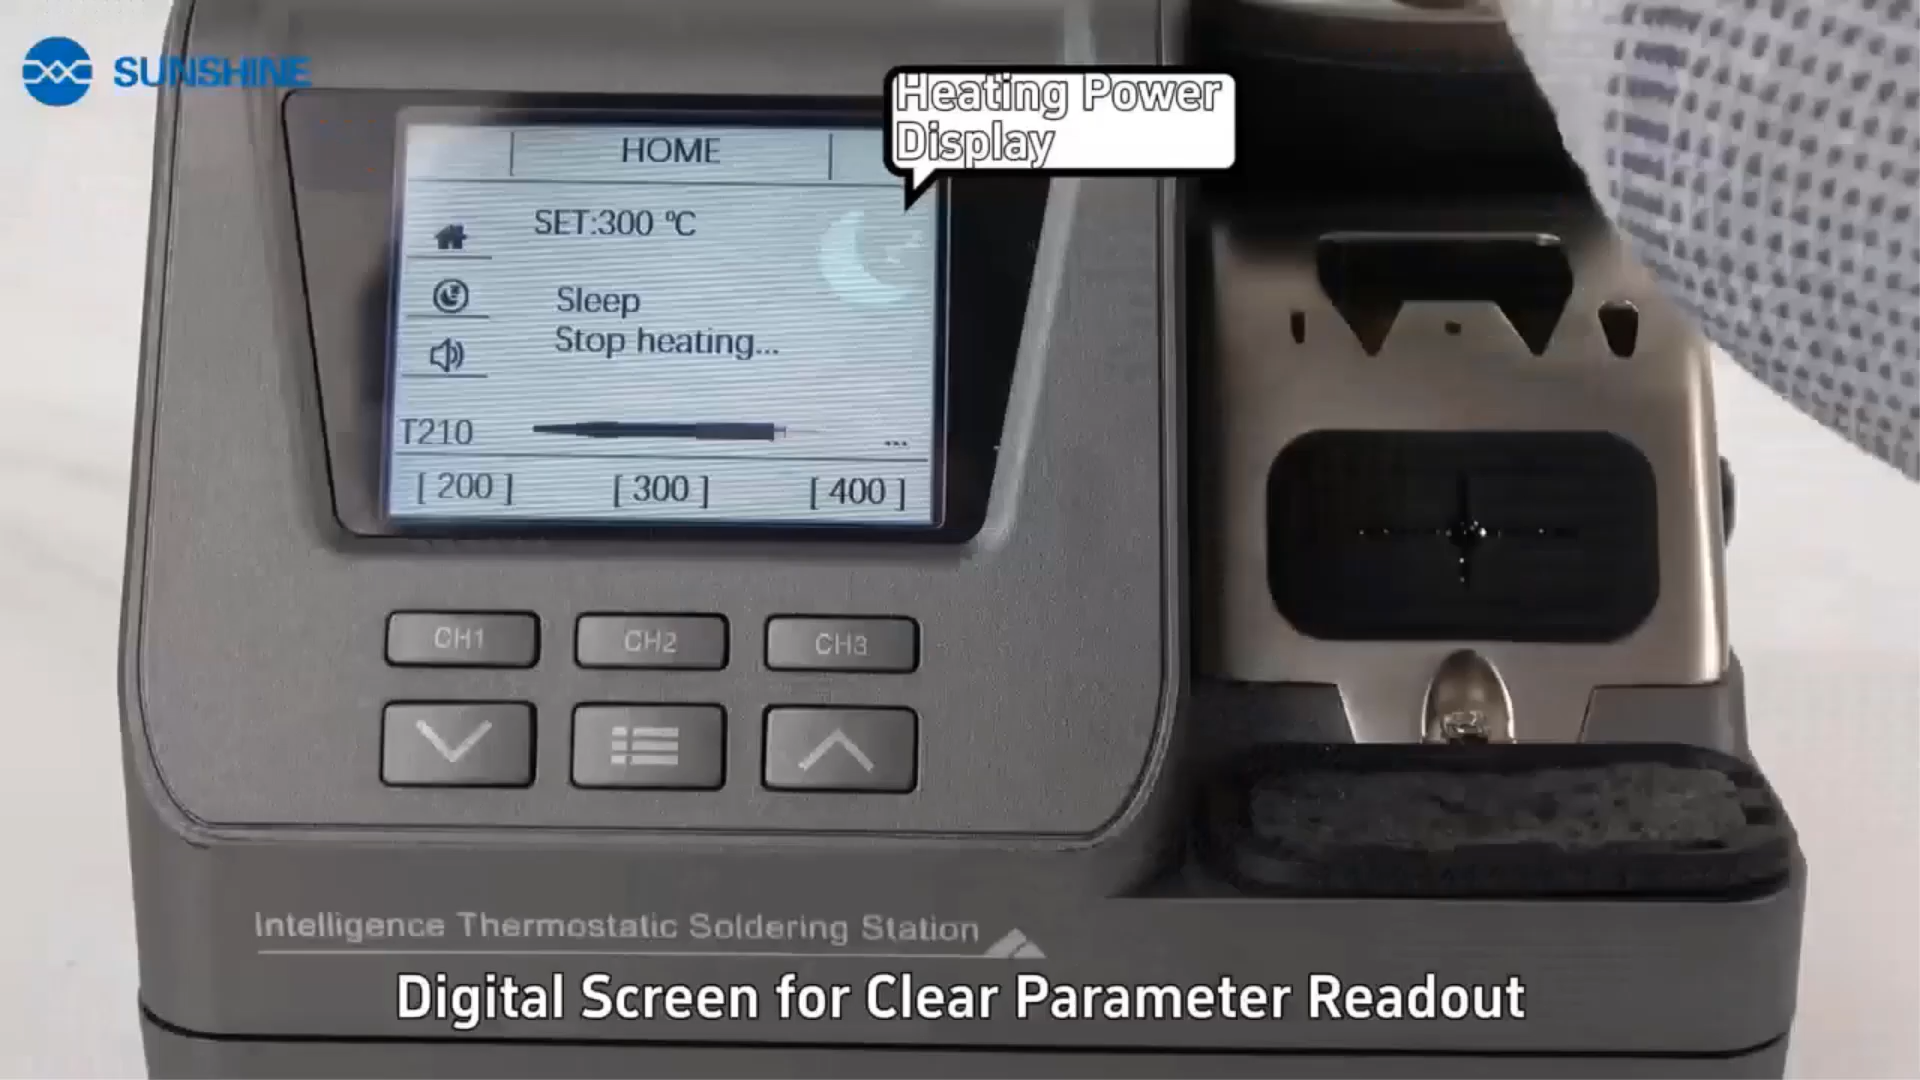 SUNSHINE
Heating Power
Display
HOME
SET:300 ℃
Sleep
Stop heating...
T210
...
[ 200 ] [ 300 ] [ 400 ]
CH1 CH2 CH3
Intelligence Thermostatic Soldering Station
Digital Screen for Clear Parameter Readout